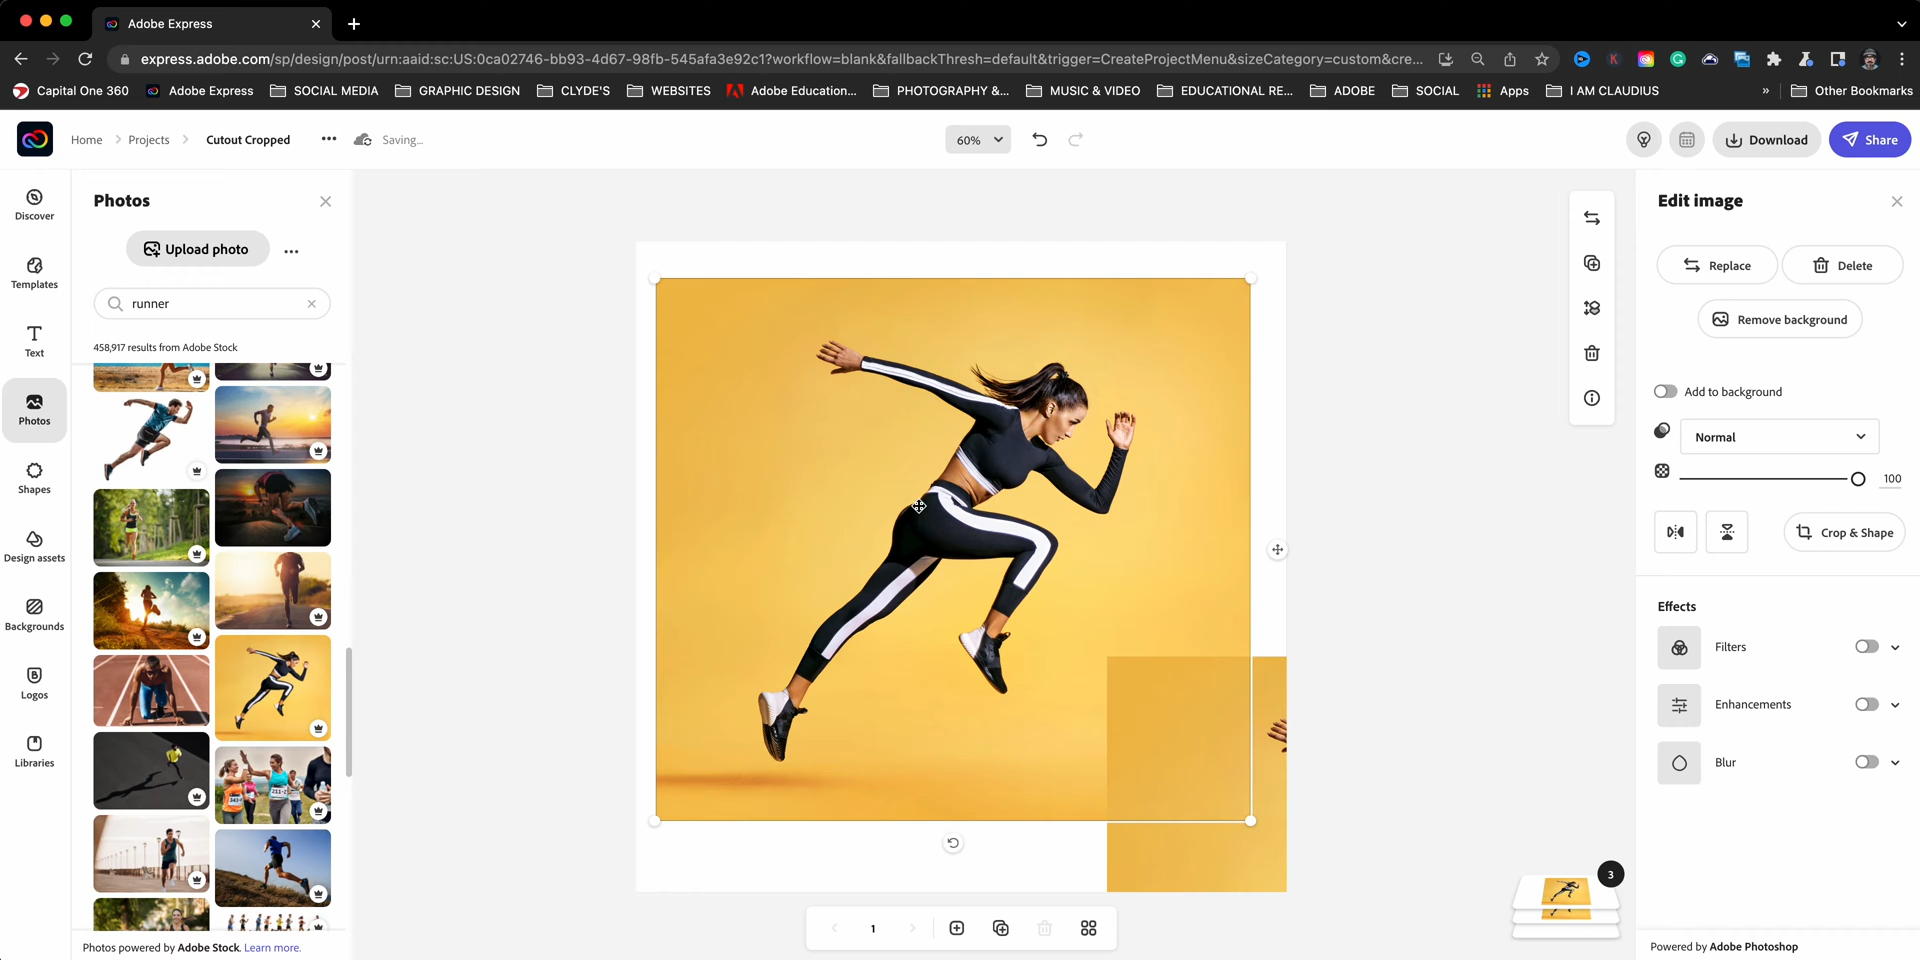 Adobe Express
express.adobe.com/sp/design/post/urn:aaid:sc:US:0ca02746-bb93-4d67-98fb-545afa3e92c1?workflow=blank&fallbackThresh=default&trigger=CreateProjectMenu&sizeCategory=custom&cre...
Capital One 360
Adobe Express
SOCIAL MEDIA
GRAPHIC DESIGN
CLYDE'S
WEBSITES
Adobe Education...
PHOTOGRAPHY &...
MUSIC & VIDEO
EDUCATIONAL RE...
ADOBE
SOCIAL
Apps
I AM CLAUDIUS
»
Other Bookmarks
Home
Projects
Cutout Cropped
Saving...
60%
Download
Share
Discover
Templates
Text
Photos
Shapes
Design assets
Backgrounds
Logos
Libraries
Photos
Upload photo
runner
458,917 results from Adobe Stock
Photos powered by Adobe Stock. Learn more.
1
3
Edit image
Replace
Delete
Remove background
Add to background
Normal
100
Crop & Shape
Effects
Filters
Enhancements
Blur
Powered by Adobe Photoshop